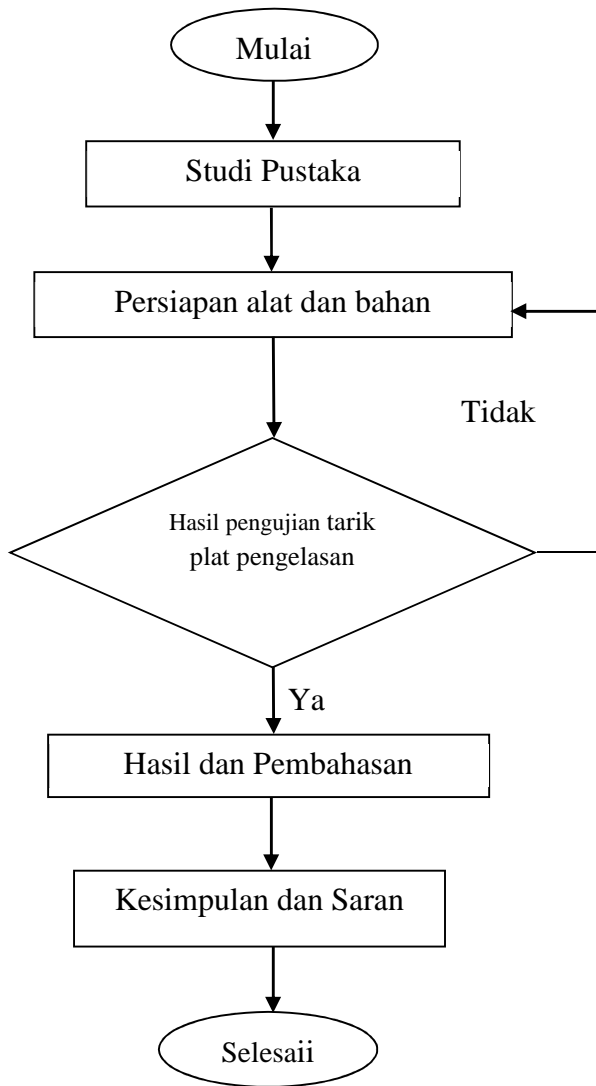 Mulai
Studi Pustaka
Persiapan alat dan bahan
Tidak
Hasil pengujian tarik
plat pengelasan
Ya
Hasil dan Pembahasan
Kesimpulan dan Saran
Selesaii